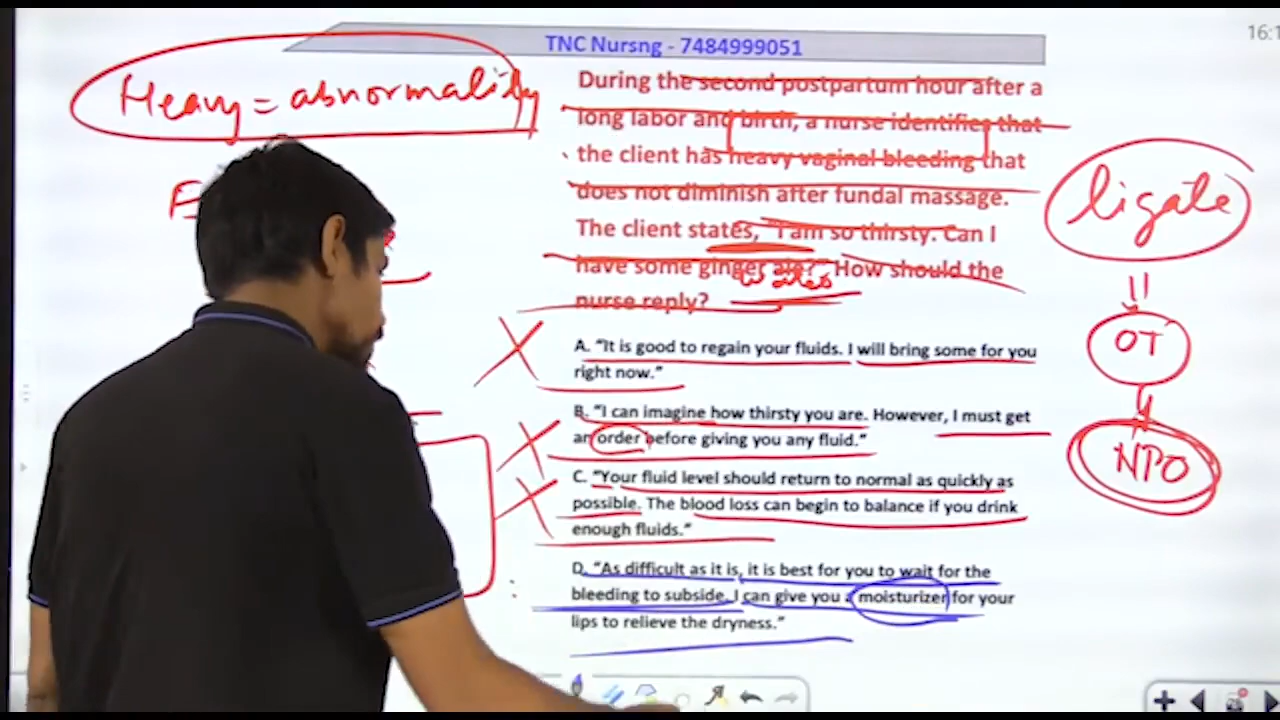 TNC Nursng - 7484999051
16:1
Heavy = abnormality
During the second postpartum hour after a
long labor and birth, a nurse identifies that
the client has heavy vaginal bleeding that
does not diminish after fundal massage.
The client states, "I am so thirsty. Can I
have some ginger ale?" How should the
nurse reply?
A. "It is good to regain your fluids. I will bring some for you
right now."
B. "I can imagine how thirsty you are. However, I must get
an order before giving you any fluid."
C. "Your fluid level should return to normal as quickly as
possible. The blood loss can begin to balance if you drink
enough fluids."
D. "As difficult as it is, it is best for you to wait for the
bleeding to subside. I can give you a moisturizer for your
lips to relieve the dryness."
ligate
OT
NPO